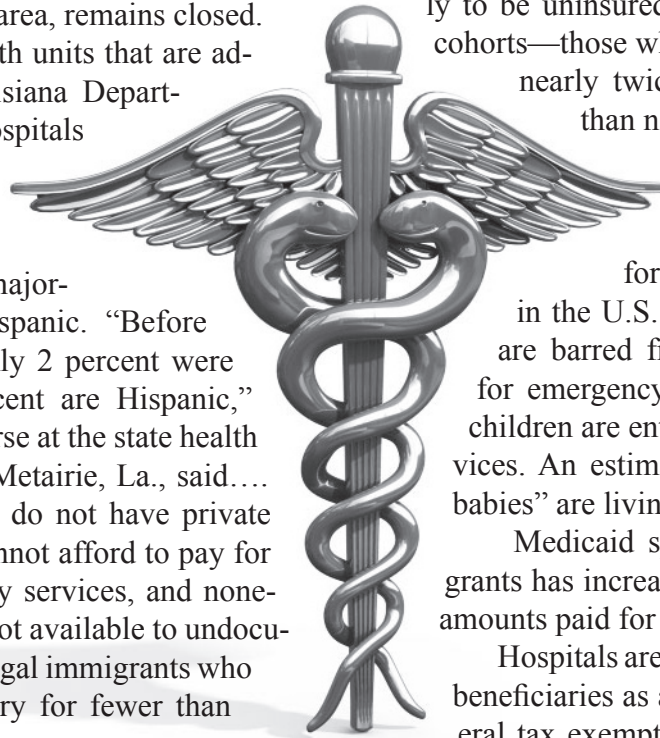 area, remains closed.
th units that are ad-
isiana Depart-
ospitals
major-
spanic. “Before
ly 2 percent were
cent are Hispanic,”
rse at the state health
Metairie, La., said….
do not have private
nnot afford to pay for
y services, and none-
ot available to undocu-
gal immigrants who
ry for fewer than
ly to be uninsured
cohorts—those wh
nearly twic
than n
for
in the U.S.
are barred f
for emergency
children are en
vices. An estim
babies” are livin
Medicaid s
grants has increa
amounts paid for
Hospitals are
beneficiaries as a
eral tax exempt